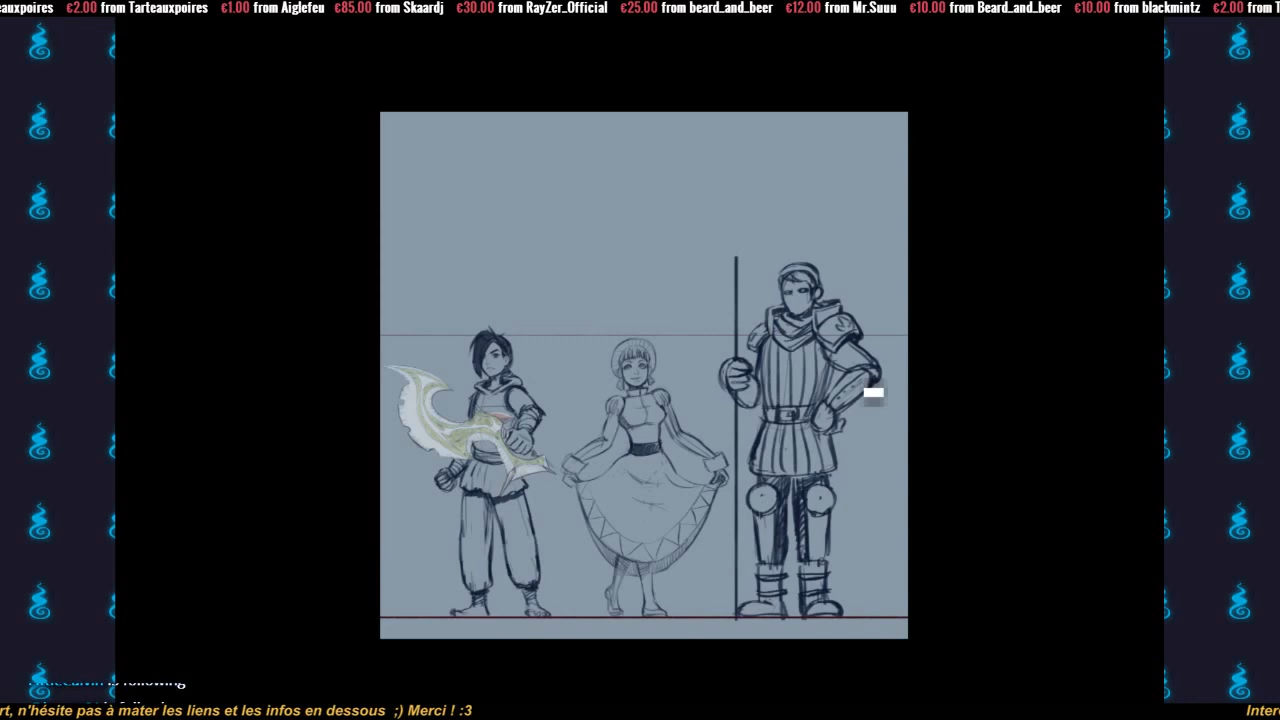 eauxpoires €2.00 from Tarteauxpoires €1.00 from Aiglefeu €85.00 from Skaardj €30.00 from RayZer_Official €25.00 from beard_and_beer €12.00 from Mr.Suuu €10.00 from Beard_and_beer €10.00 from blackmintz €2.00 from T
is following
rt, n'hésite pas à mater les liens et les infos en dessous ;) Merci ! :3 Inter